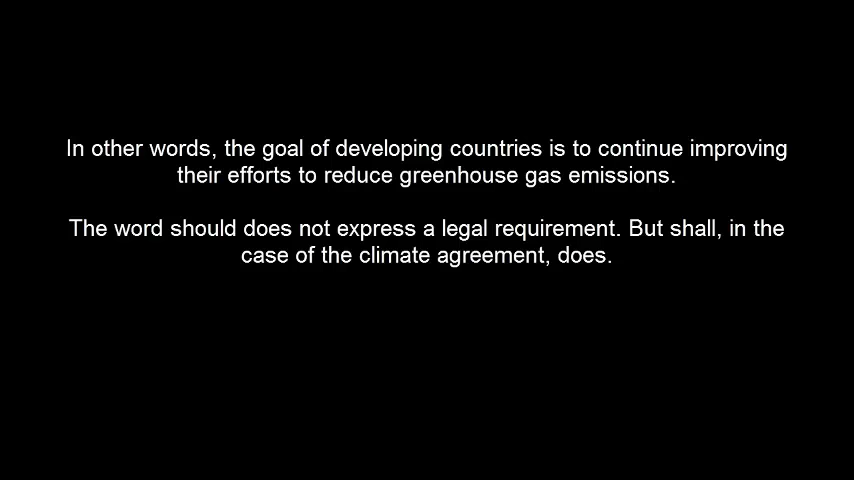 In other words, the goal of developing countries is to continue improving
their efforts to reduce greenhouse gas emissions.
The word should does not express a legal requirement. But shall, in the
case of the climate agreement, does.